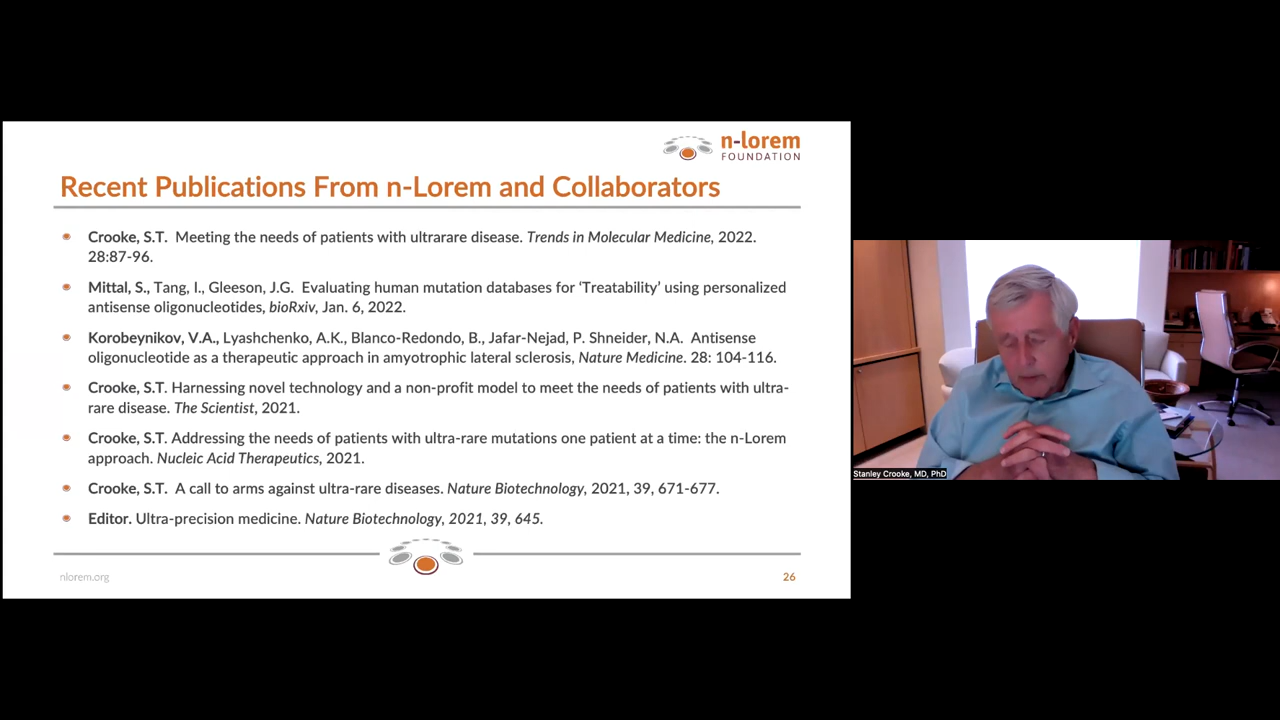 n-lorem
FOUNDATION
Recent Publications From n-Lorem and Collaborators
Crooke, S.T. Meeting the needs of patients with ultrarare disease. Trends in Molecular Medicine, 2022.
28:87-96.
Mittal, S., Tang, I., Gleeson, J.G. Evaluating human mutation databases for ‘Treatability’ using personalized
antisense oligonucleotides, bioRxiv, Jan. 6, 2022.
Korobeynikov, V.A., Lyashchenko, A.K., Blanco-Redondo, B., Jafar-Nejad, P. Shneider, N.A. Antisense
oligonucleotide as a therapeutic approach in amyotrophic lateral sclerosis, Nature Medicine. 28: 104-116.
Crooke, S.T. Harnessing novel technology and a non-profit model to meet the needs of patients with ultra-
rare disease. The Scientist, 2021.
Crooke, S.T. Addressing the needs of patients with ultra-rare mutations one patient at a time: the n-Lorem
approach. Nucleic Acid Therapeutics, 2021.
Crooke, S.T. A call to arms against ultra-rare diseases. Nature Biotechnology, 2021, 39, 671-677.
Editor. Ultra-precision medicine. Nature Biotechnology, 2021, 39, 645.
nlorem.org
26
Stanley Crooke, MD, PhD